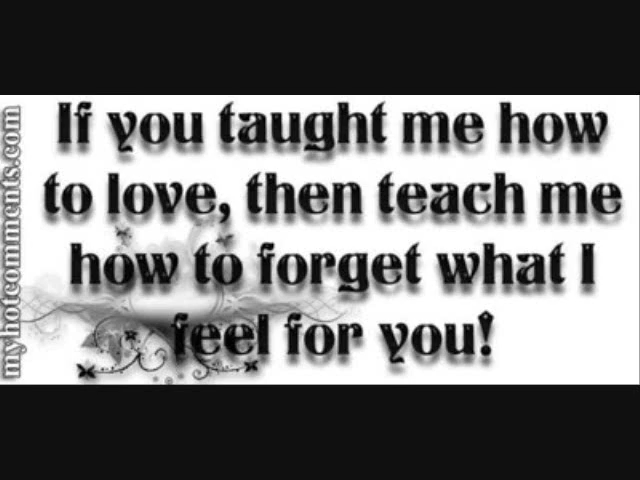 If you taught me how
to love, then teach me
how to forget what I
feel for you!
myhotcomments.com